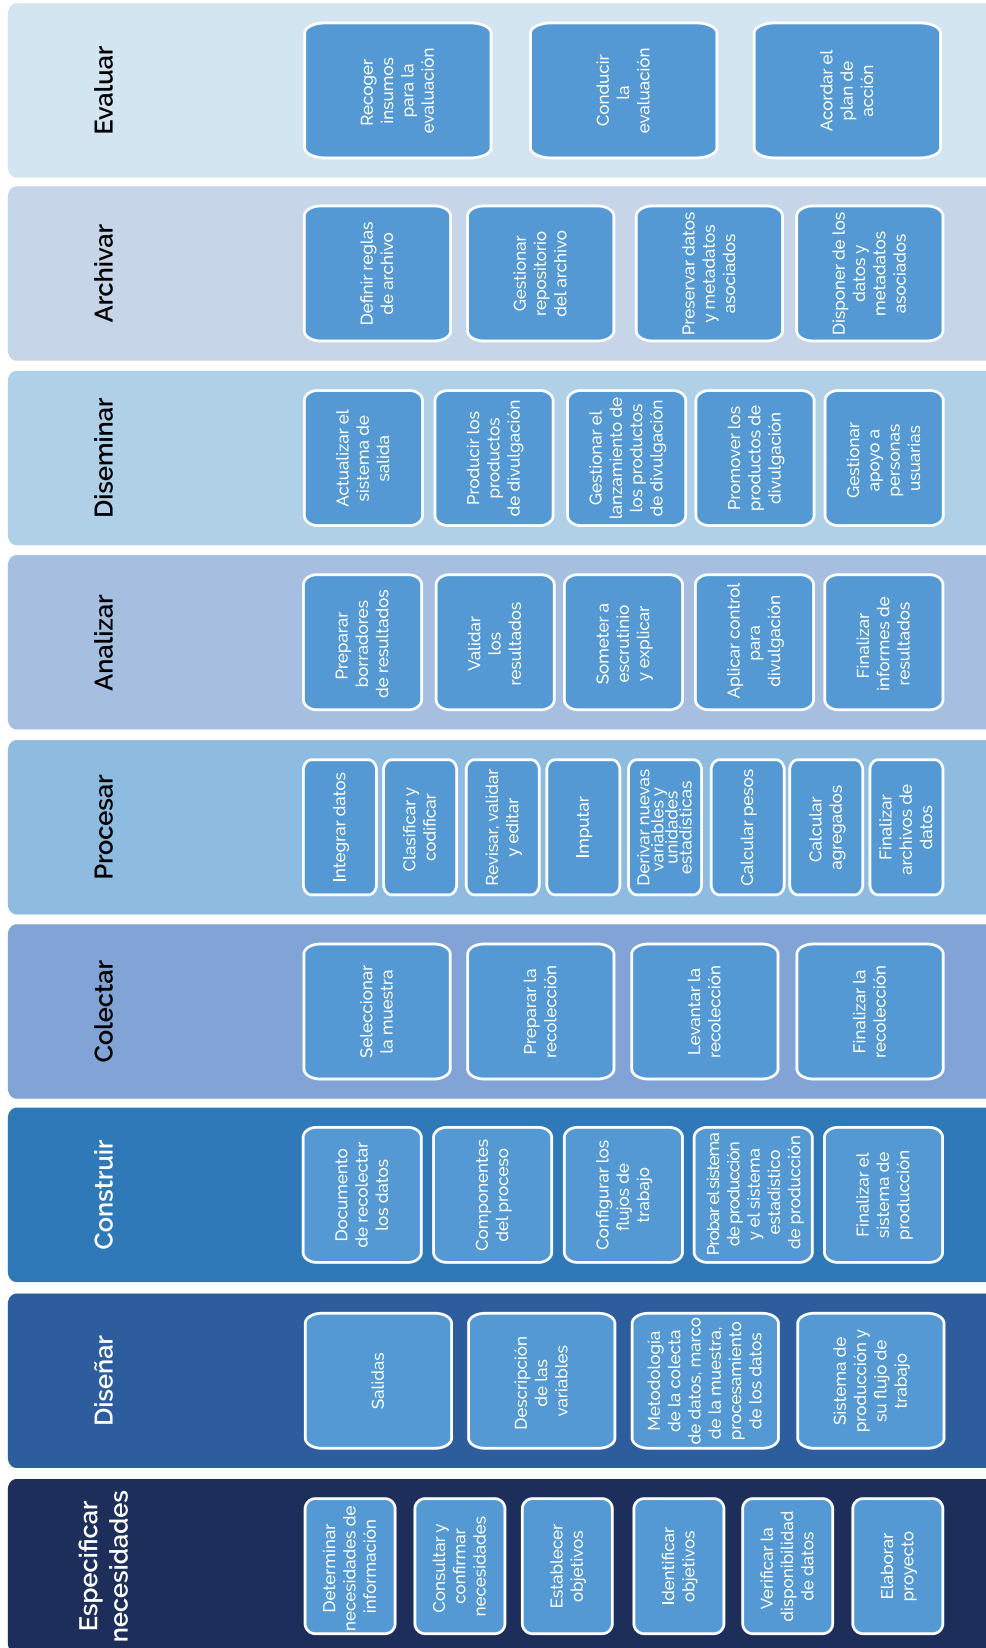 Especificar
necesidades
Determinar
necesidades de
información
Consultar y
confirmar
necesidades
Establecer
objetivos
Identificar
objetivos
Verificar la
disponibilidad
de datos
Elaborar
proyecto
Diseñar
Salidas
Descripción
de las
variables
Metodología
de la colecta
de datos, marco
de la muestra,
procesamiento
de los datos
Sistema de
producción y
su flujo de
trabajo
Construir
Documento
de recolectar
los datos
Componentes
del proceso
Configurar los
flujos de
trabajo
Probar el sistema
de producción
y el sistema
estadístico
de producción
Finalizar el
sistema de
producción
Colectar
Seleccionar
la muestra
Preparar la
recolección
Levantar la
recolección
Finalizar la
recolección
Procesar
Integrar datos
Clasificar y
codificar
Revisar, validar
y editar
Imputar
Derivar nuevas
variables y
unidades
estadísticas
Calcular pesos
Calcular
agregados
Finalizar
archivos de
datos
Analizar
Preparar
borradores
de resultados
Validar
los
resultados
Someter a
escrutinio
y explicar
Aplicar control
para
divulgación
Finalizar
informes de
resultados
Diseminar
Actualizar el
sistema de
salida
Producir los
productos
de divulgación
Gestionar el
lanzamiento de
los productos
de divulgación
Promover los
productos de
divulgación
Gestionar
apoyo a
personas
usuarias
Archivar
Definir reglas
de archivo
Gestionar
repositorio
del archivo
Preservar datos
y metadatos
asociados
Disponer de los
datos y
metadatos
asociados
Evaluar
Recoger
insumos
para la
evaluación
Conducir
la
evaluación
Acordar el
plan de
acción